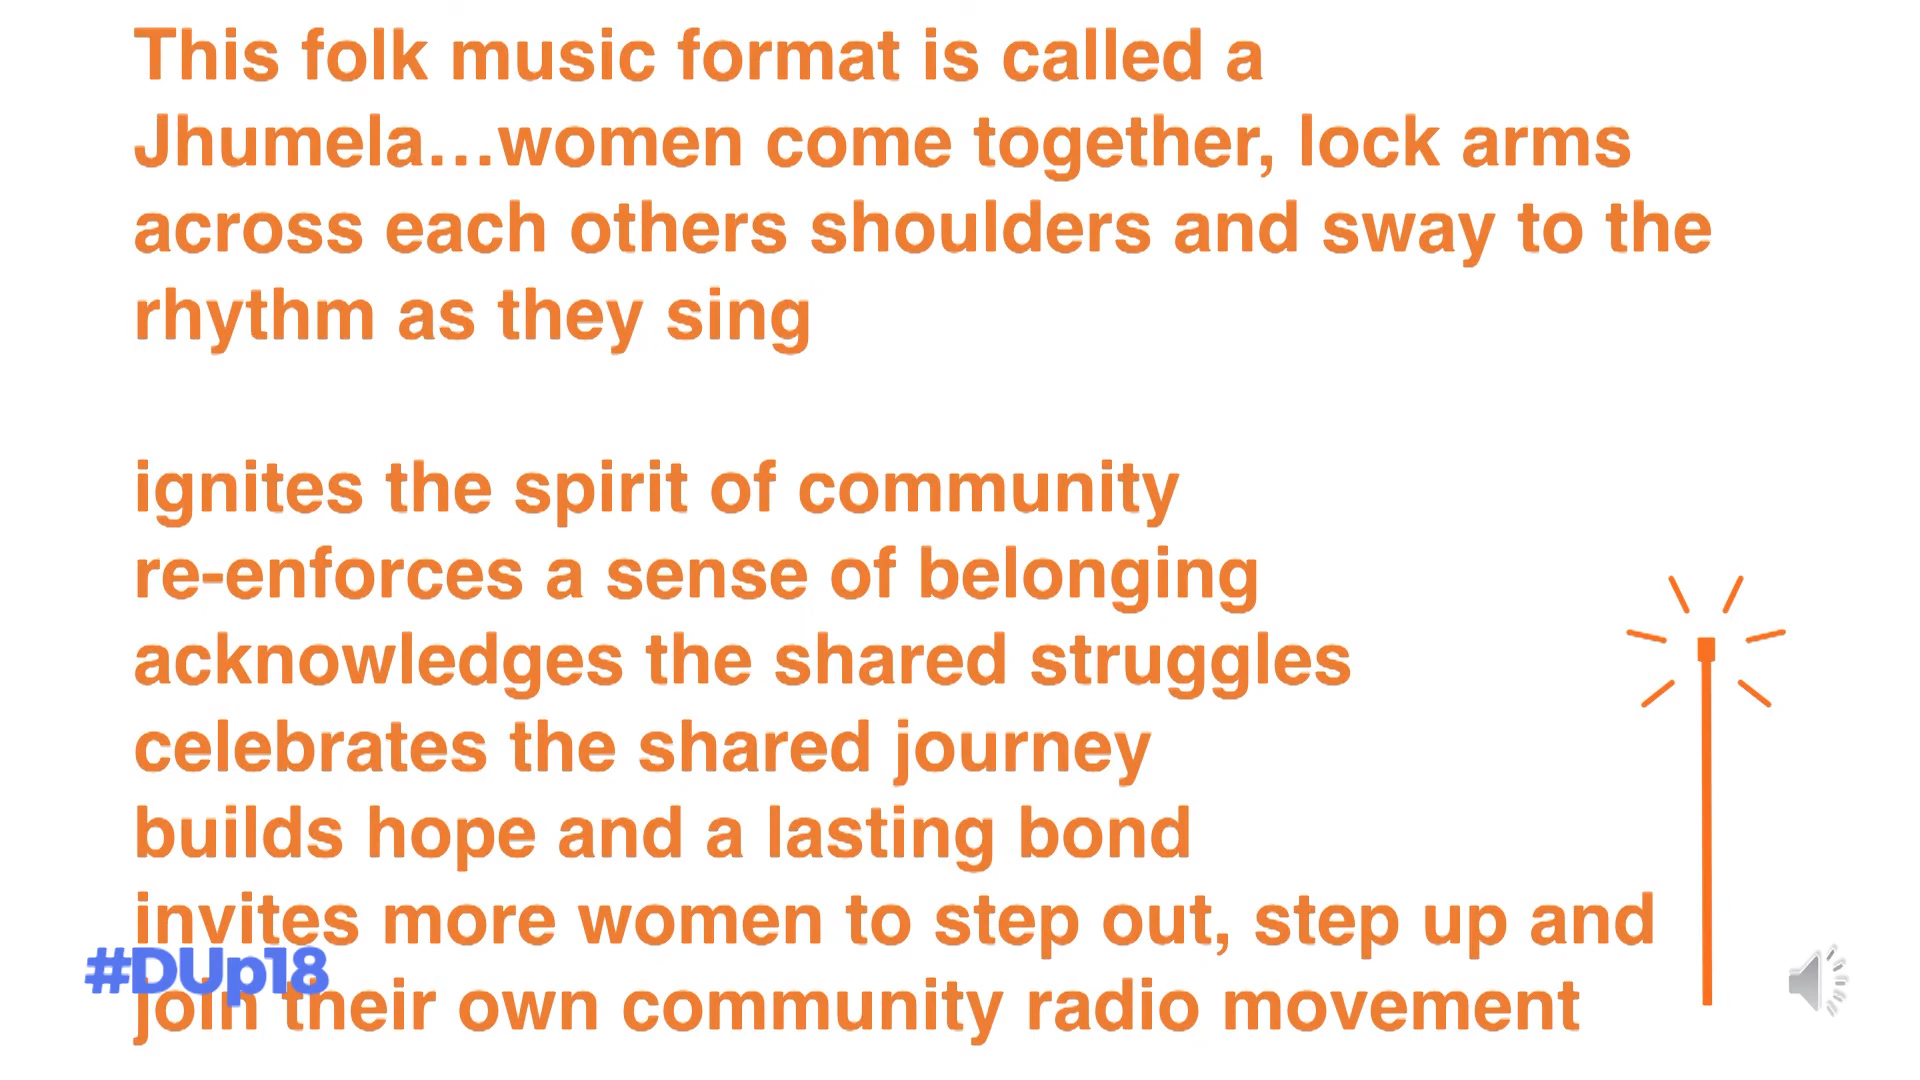 This folk music format is called a
Jhumela…women come together, lock arms
across each others shoulders and sway to the
rhythm as they sing
ignites the spirit of community
re-enforces a sense of belonging
acknowledges the shared struggles
celebrates the shared journey
builds hope and a lasting bond
invites more women to step out, step up and
#DUp18
join their own community radio movement